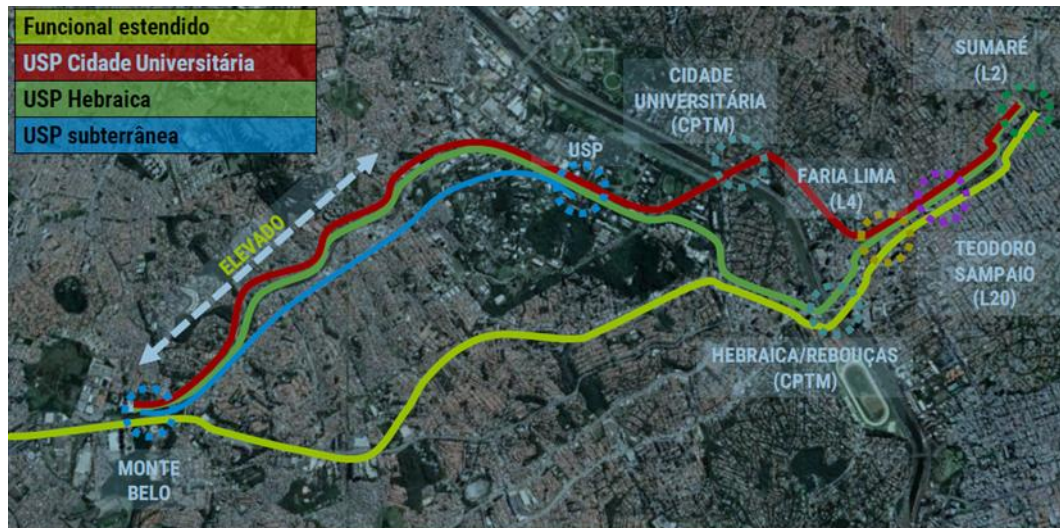 Funcional estendido
USP Cidade Universitária
USP Hebraica
USP subterrânea
SUMARÉ
(L2)
CIDADE
UNIVERSITÁRIA
(CPTM)
USP
FARIA LIMA
(L4)
ELEVADO
TEODORO
SAMPAIO
(L20)
HEBRAICA/REBOUÇAS
(CPTM)
MONTE
BELO